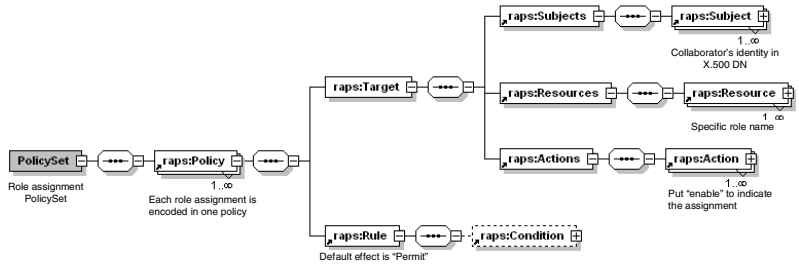 raps:Subjects
raps:Subject
1..∞
Collaborator's identity in
X.500 DN
raps:Target
raps:Resources
raps:Resource
1 ∞
Specific role name
PolicySet
raps:Policy
raps:Actions
raps:Action
1..∞
1..∞
Role assignment
PolicySet
Each role assignment is
encoded in one policy
Put "enable" to indicate
the assignment
raps:Rule
raps:Condition
Default effect is "Permit"